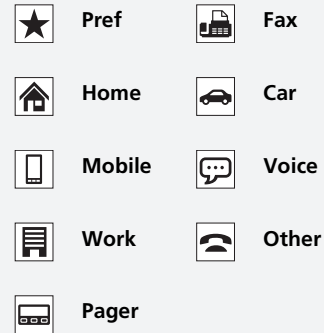 Pref
Fax
Home
Car
Mobile
Voice
Work
Other
Pager